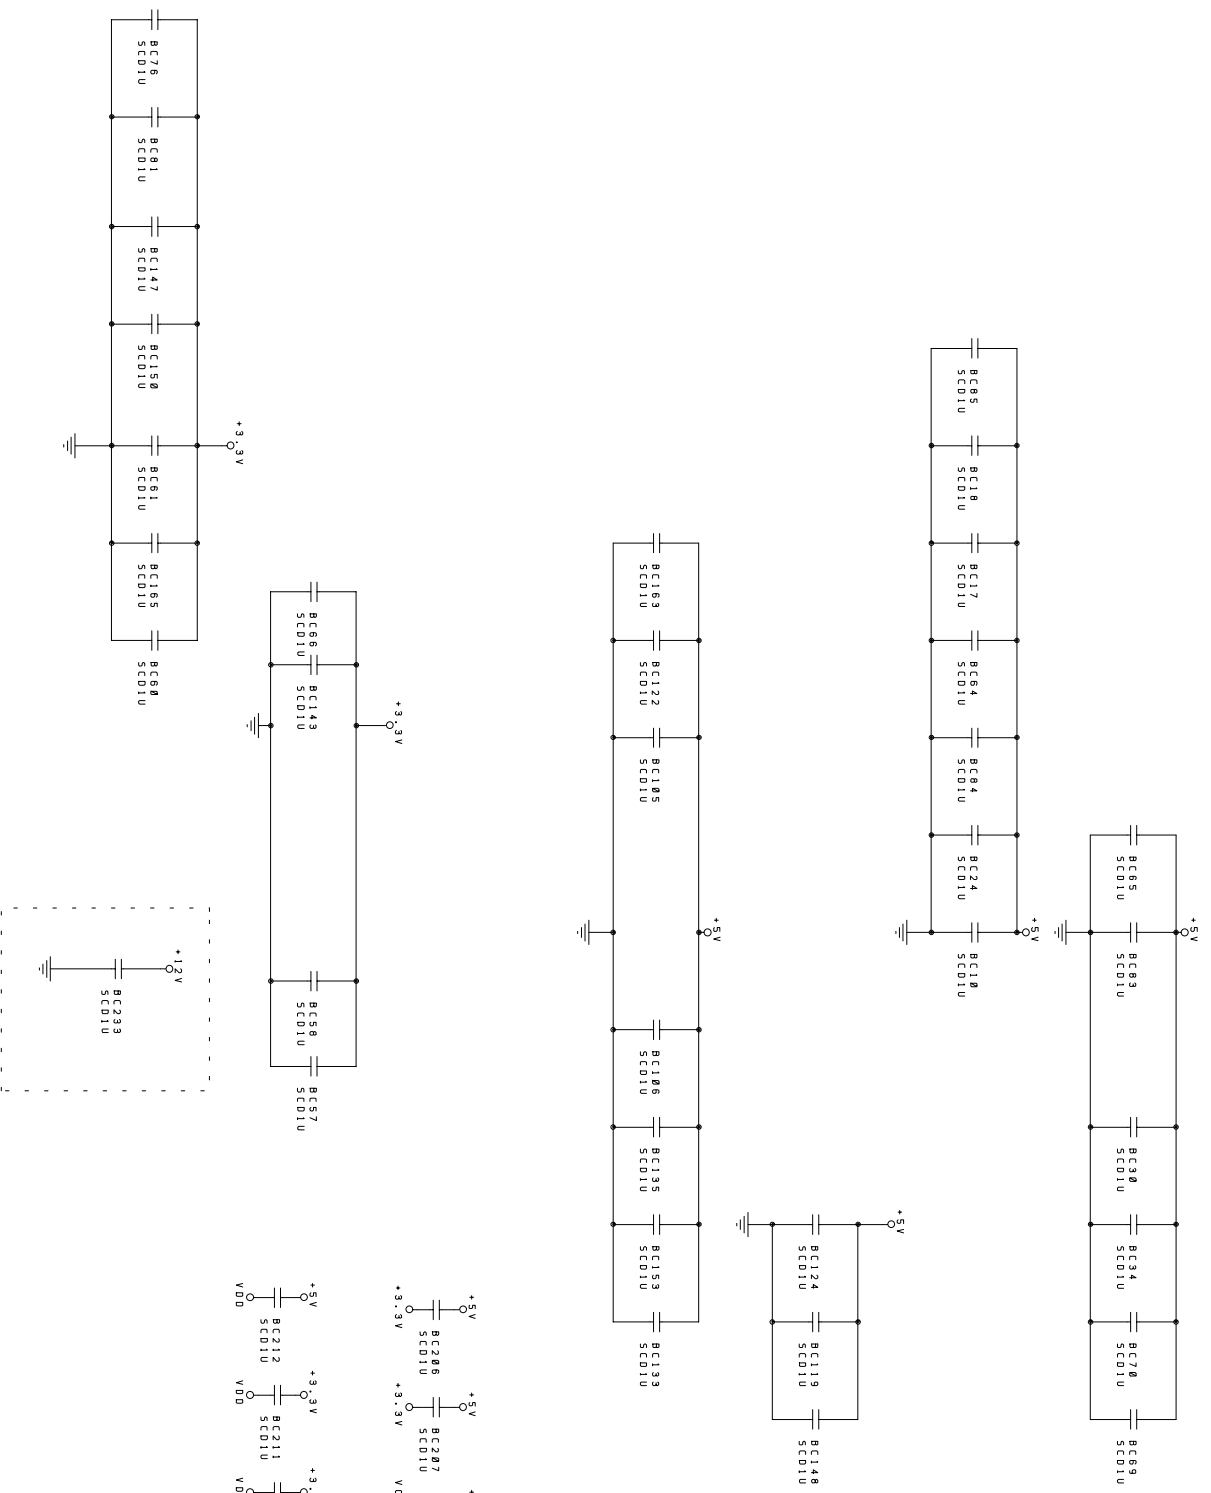 +5V
BC65
SCD1U
BC83
SCD1U
BC30
SCD1U
BC34
SCD1U
BC70
SCD1U
BC69
SCD1U
+5V
BC85
SCD1U
BC18
SCD1U
BC17
SCD1U
BC64
SCD1U
BC84
SCD1U
BC24
SCD1U
BC10
SCD1U
+5V
BC124
SCD1U
BC119
SCD1U
BC148
SCD1U
+5V
BC163
SCD1U
BC122
SCD1U
BC105
SCD1U
BC106
SCD1U
BC135
SCD1U
BC153
SCD1U
BC133
SCD1U
+5V
BC206
SCD1U
+3.3V
+5V
BC207
SCD1U
+3.3V
+3.3V
BC66
SCD1U
BC143
SCD1U
BC58
SCD1U
BC57
SCD1U
+5V
BC212
SCD1U
VDD
+3.3V
BC211
SCD1U
VDD
+3.3V
BC76
SCD1U
BC81
SCD1U
BC147
SCD1U
BC150
SCD1U
BC61
SCD1U
BC165
SCD1U
BC60
SCD1U
+12V
BC233
SCD1U